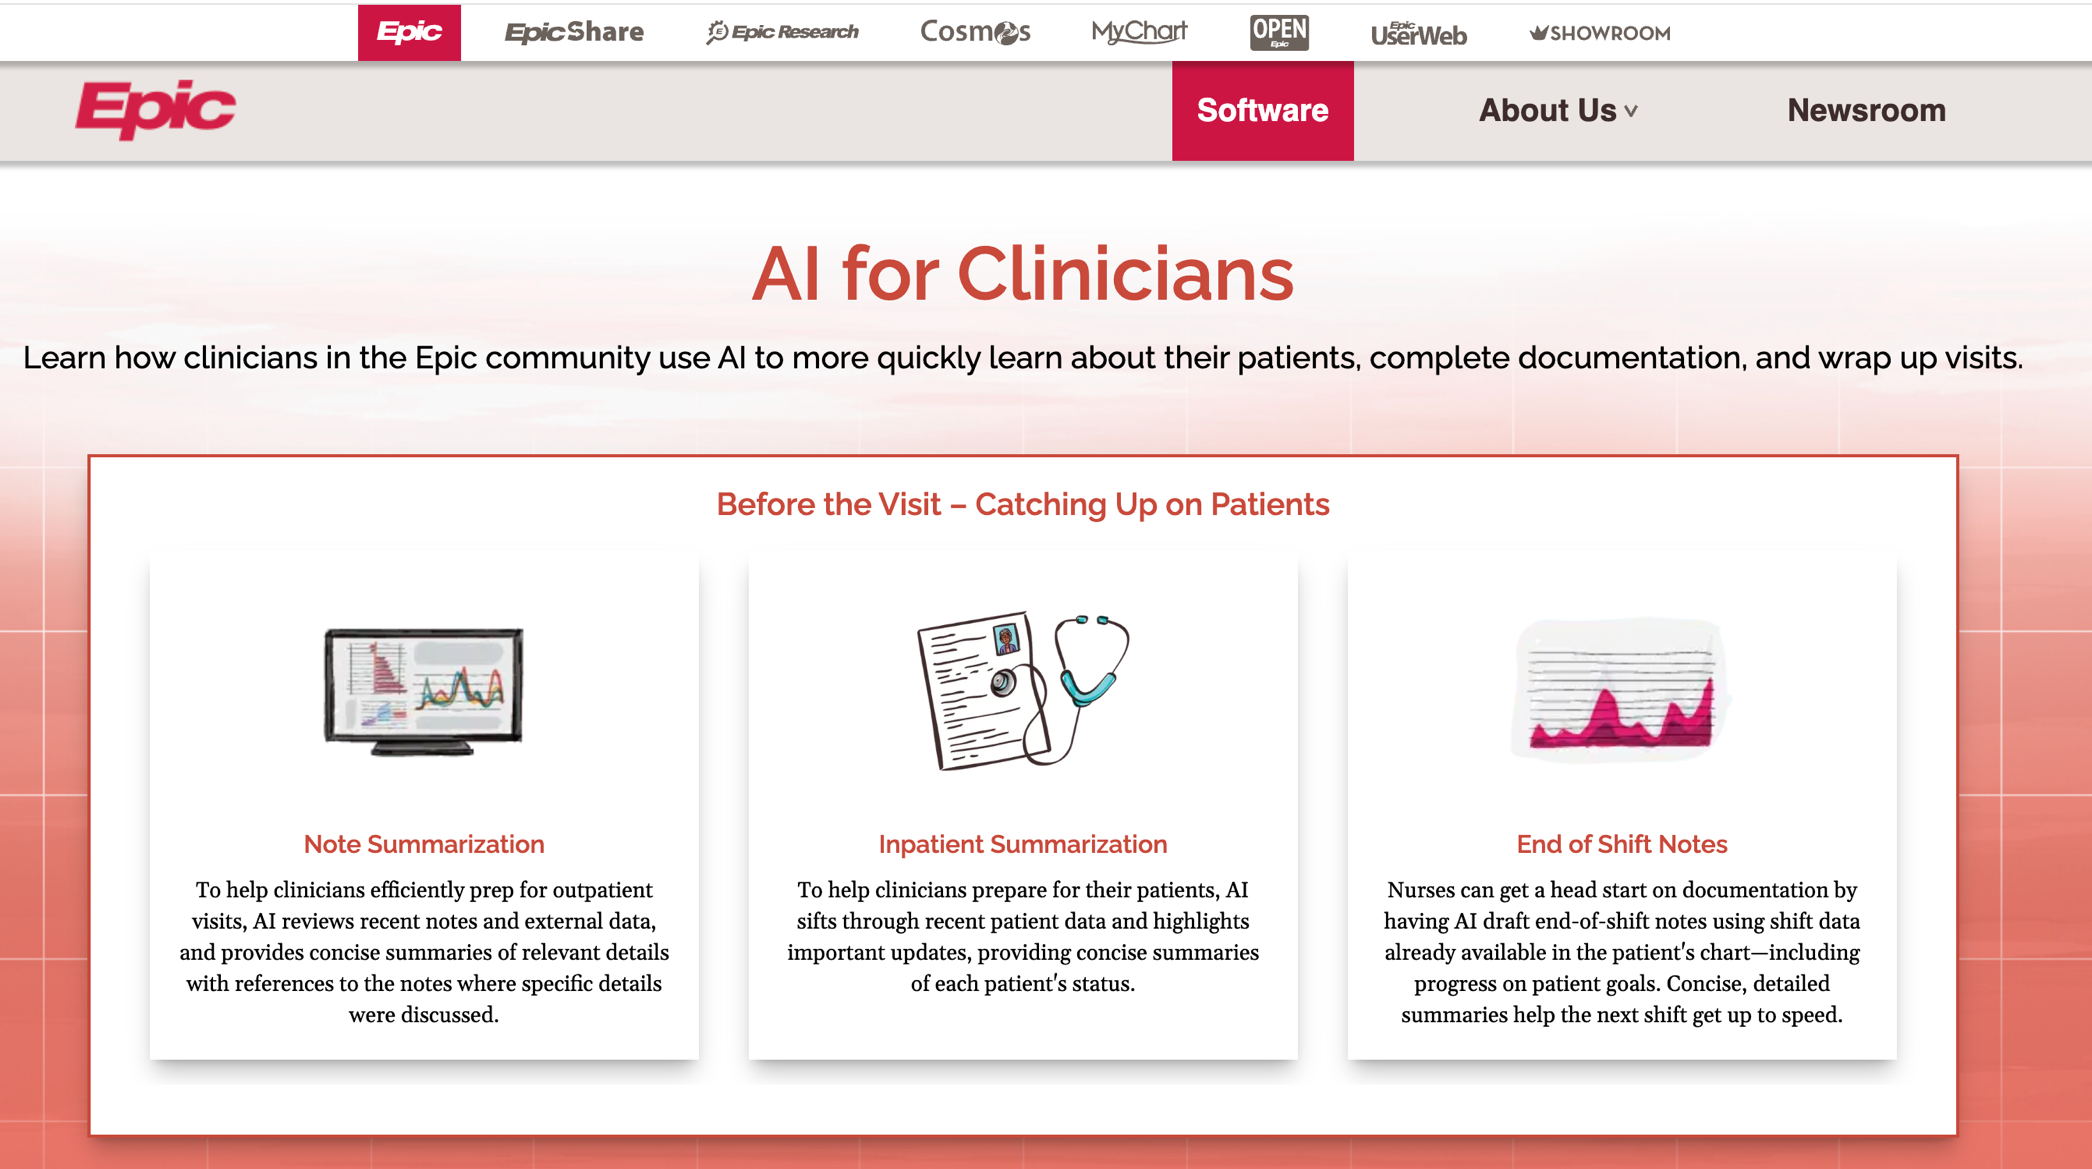 Epic
EpicShare
Epic Research
Cosmos
MyChart
OPEN
Epic
Epic
UserWeb
SHOWROOM
Epic
Software
About Us
Newsroom
AI for Clinicians
Learn how clinicians in the Epic community use AI to more quickly learn about their patients, complete documentation, and wrap up visits.
Before the Visit – Catching Up on Patients
Note Summarization
To help clinicians efficiently prep for outpatient
visits, AI reviews recent notes and external data,
and provides concise summaries of relevant details
with references to the notes where specific details
were discussed.
Inpatient Summarization
To help clinicians prepare for their patients, AI
sifts through recent patient data and highlights
important updates, providing concise summaries
of each patient's status.
End of Shift Notes
Nurses can get a head start on documentation by
having AI draft end-of-shift notes using shift data
already available in the patient's chart—including
progress on patient goals. Concise, detailed
summaries help the next shift get up to speed.